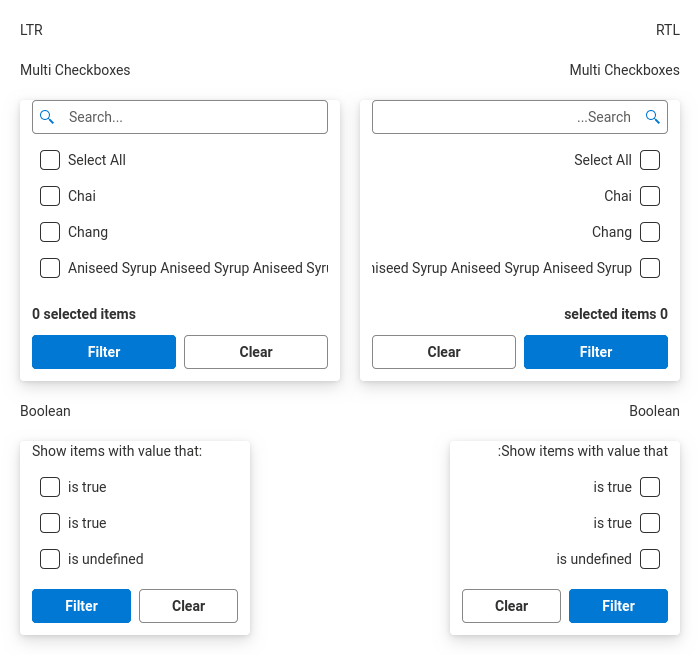 LTR
Multi Checkboxes
Search...
Select All
Chai
Chang
Aniseed Syrup Aniseed Syrup Aniseed
0 selected items
Filter Clear
Boolean
Show items with value that:
is true
is true
is undefined
Filter Clear
RTL
Multi Checkboxes
...Search
Select All
Chai
Chang
Syrup Aniseed Syrup Aniseed Syrup
selected items 0
Clear Filter
Boolean
:Show items with value that
is true
is true
is undefined
Clear Filter